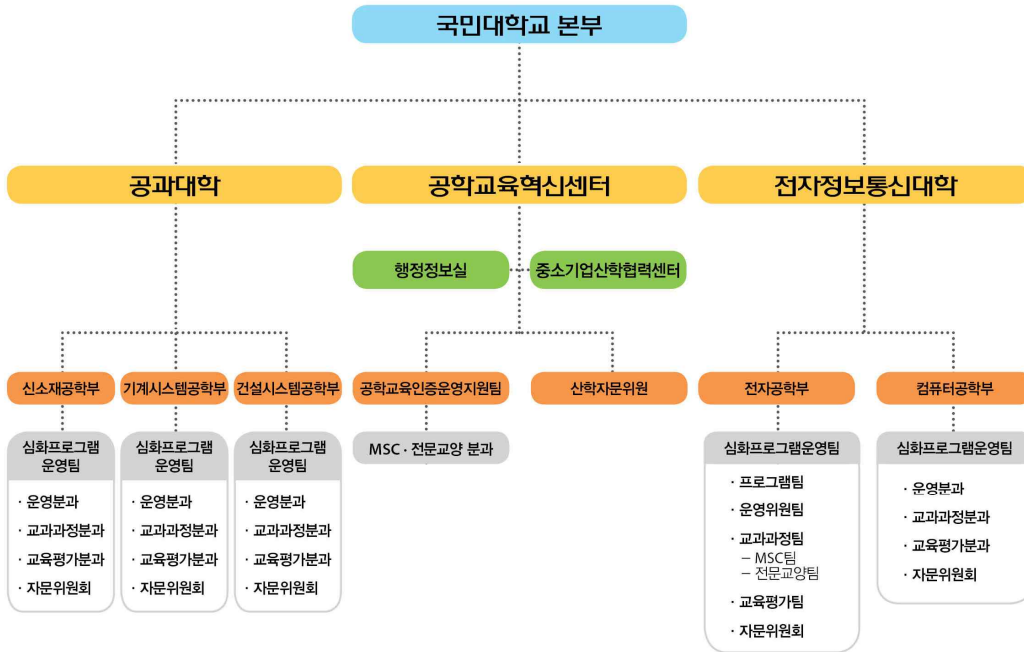 국민대학교 본부
공과대학
공학교육혁신센터
전자정보통신대학
행정정보실
중소기업산학협력센터
신소재공학부
기계시스템공학부
건설시스템공학부
공학교육인증운영지원팀
산학자문위원
전자공학부
컴퓨터공학부
심화프로그램
운영팀
· 운영분과
· 교과과정분과
· 교육평가분과
· 자문위원회
심화프로그램
운영팀
· 운영분과
· 교과과정분과
· 교육평가분과
· 자문위원회
심화프로그램
운영팀
· 운영분과
· 교과과정분과
· 교육평가분과
· 자문위원회
MSC · 전문교양 분과
심화프로그램운영팀
· 프로그램팀
· 운영위원팀
· 교과과정팀
– MSC팀
– 전문교양팀
· 교육평가팀
· 자문위원회
심화프로그램운영팀
· 운영분과
· 교과과정분과
· 교육평가분과
· 자문위원회